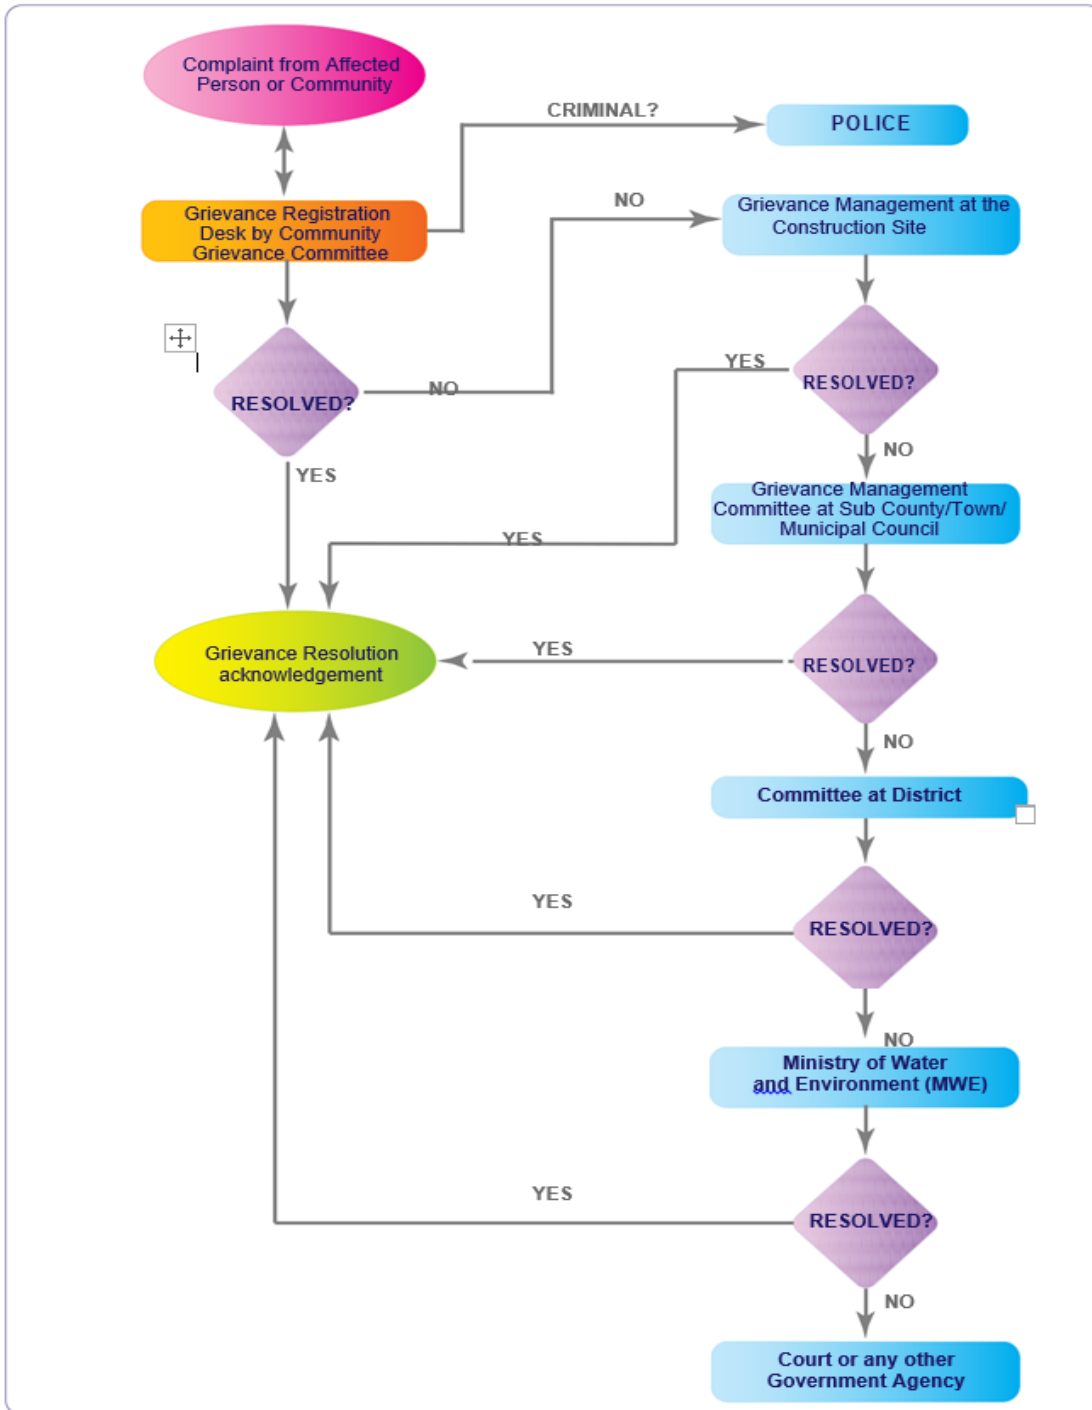 Complaint from Affected
Person or Community
CRIMINAL?
POLICE
Grievance Registration
Desk by Community
Grievance Committee
NO
Grievance Management at the
Construction Site
RESOLVED?
NO
YES
RESOLVED?
YES
NO
Grievance Management
Committee at Sub County/Town/
Municipal Council
YES
Grievance Resolution
acknowledgement
YES
RESOLVED?
NO
Committee at District
YES
RESOLVED?
NO
Ministry of Water
and Environment (MWE)
YES
RESOLVED?
NO
Court or any other
Government Agency